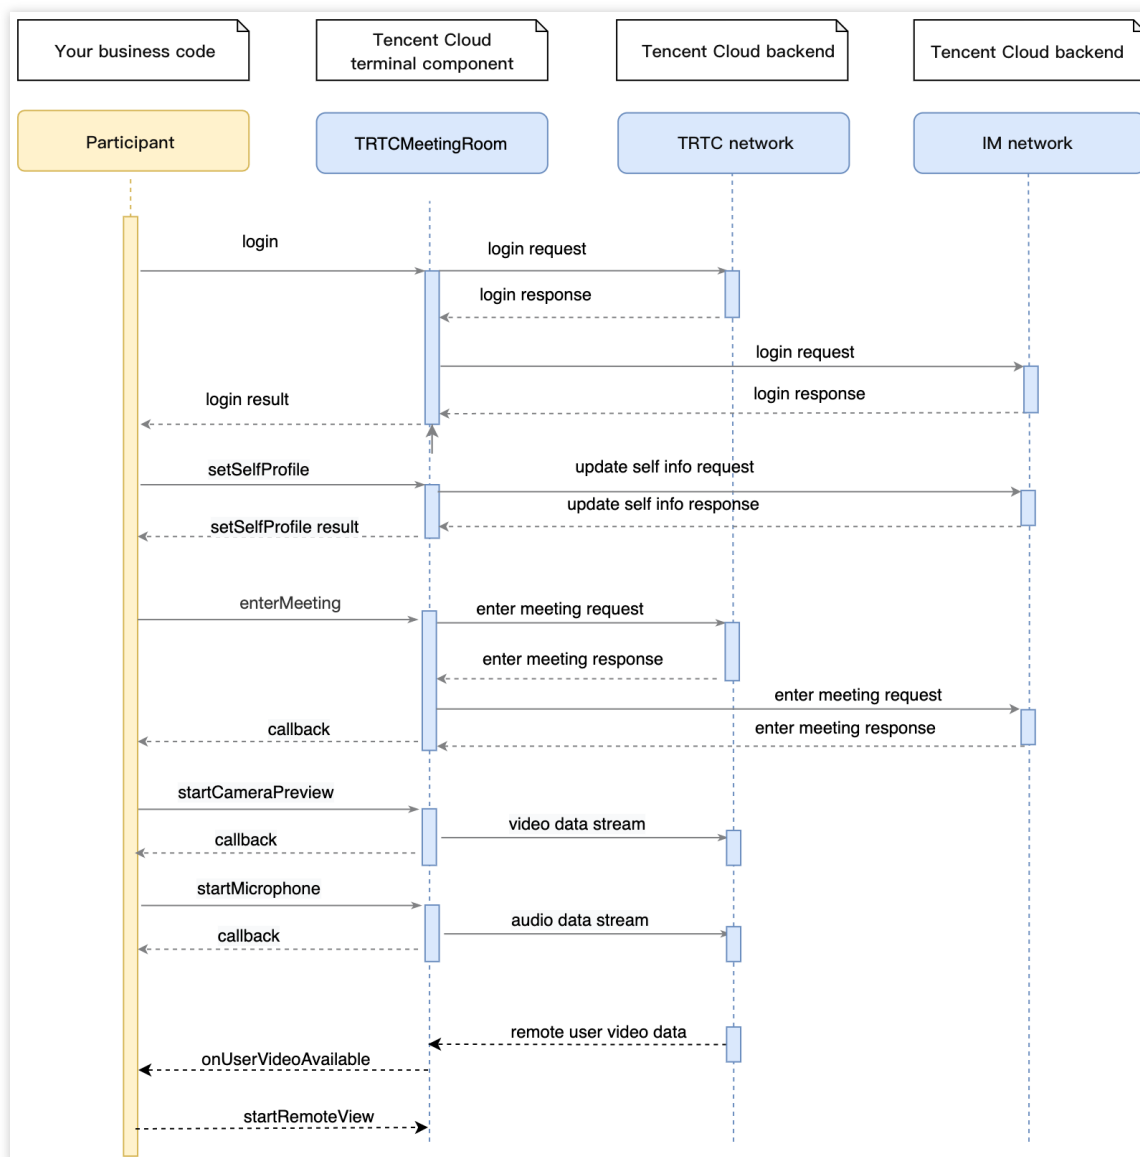 Your business code
Tencent Cloud
terminal component
Tencent Cloud backend
Tencent Cloud backend
Participant
TRTCMeetingRoom
TRTC network
IM network
login
login request
login response
login request
login response
login result
setSelfProfile
update self info request
update self info response
setSelfProfile result
enterMeeting
enter meeting request
enter meeting response
enter meeting request
enter meeting response
callback
startCameraPreview
video data stream
callback
startMicrophone
audio data stream
callback
remote user video data
onUserVideoAvailable
startRemoteView